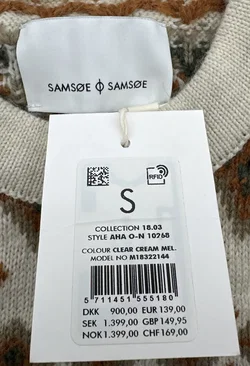 SAMSØE Φ SAMSØE
RFID
S
COLLECTION 18.03
STYLE AHA O-N 10268
COLOUR CLEAR CREAM MEL.
MODEL NO M18322144
5 711451 555180
DKK 900,00 EUR 139,00
SEK 1.399,00 GBP 149,95
NOK 1.399,00 CHF 169,00